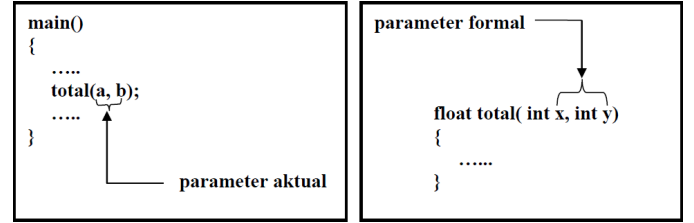 main()
{
…..
total(a, b);
…..
}
parameter aktual
parameter formal
float total( int x, int y)
{
…...
}